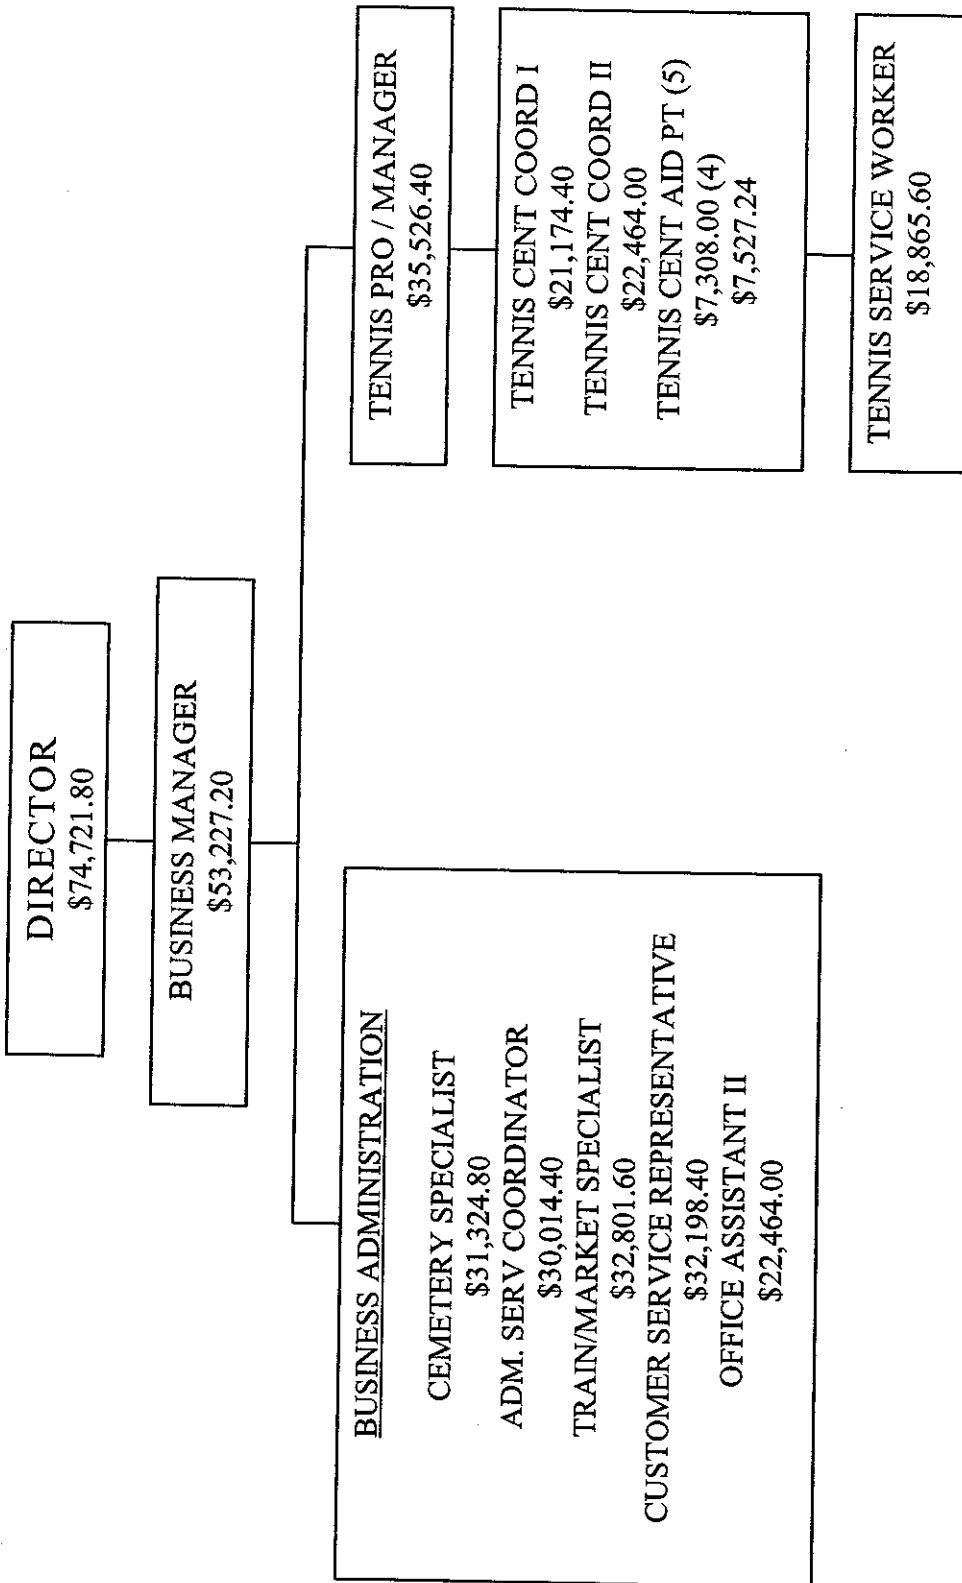 DIRECTOR
$74,721.80
BUSINESS MANAGER
$53,227.20
BUSINESS ADMINISTRATION
CEMETERY SPECIALIST
$31,324.80
ADM. SERV COORDINATOR
$30,014.40
TRAIN/MARKET SPECIALIST
$32,801.60
CUSTOMER SERVICE REPRESENTATIVE
$32,198.40
OFFICE ASSISTANT II
$22,464.00
TENNIS PRO / MANAGER
$35,526.40
TENNIS CENT COORD I
$21,174.40
TENNIS CENT COORD II
$22,464.00
TENNIS CENT AID PT (5)
$7,308.00 (4)
$7,527.24
TENNIS SERVICE WORKER
$18,865.60